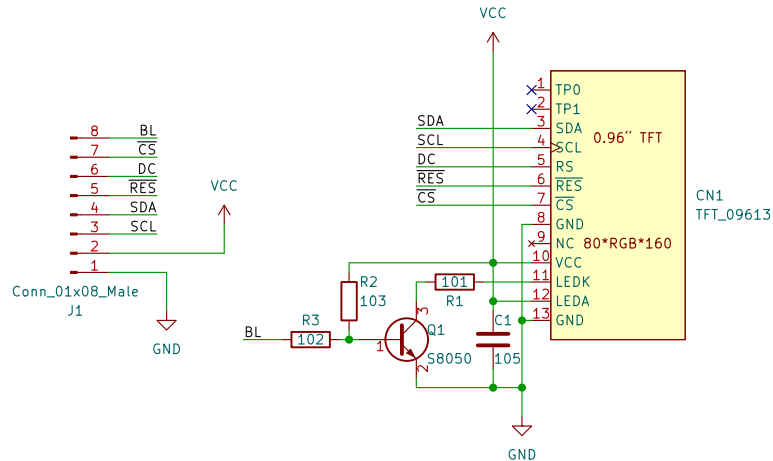 VCC
1 TP0
2 TP1
SDA 3 SDA
0.96″ TFT
SCL 4 SCL
DC 5 RS
RES 6 RES
CS 7 CS
8 GND
9 NC 80*RGB*160
10 VCC
11 LEDK
12 LEDA
13 GND
CN1
TFT_09613
8 BL
7 CS
6 DC
5 RES
4 SDA
3 SCL
2
1
VCC
Conn_01x08_Male
J1
GND
R2
103
101
R1
BL
R3
102
1
3
2
Q1
S8050
C1
105
GND